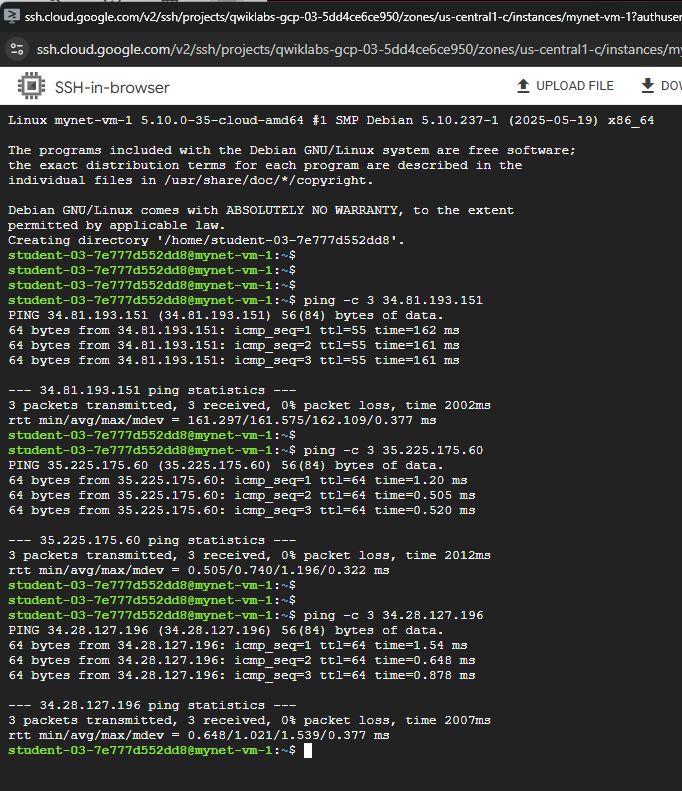 ssh.cloud.google.com/v2/ssh/projects/qwiklabs-gcp-03-5dd4ce6ce950/zones/us-central1-c/instances/mynet-vm-1?authuser
ssh.cloud.google.com/v2/ssh/projects/qwiklabs-gcp-03-5dd4ce6ce950/zones/us-central1-c/instances/my
SSH-in-browser
UPLOAD FILE
DOW
Linux mynet-vm-1 5.10.0-35-cloud-amd64 #1 SMP Debian 5.10.237-1 (2025-05-19) x86_64
The programs included with the Debian GNU/Linux system are free software;
the exact distribution terms for each program are described in the
individual files in /usr/share/doc/*/copyright.
Debian GNU/Linux comes with ABSOLUTELY NO WARRANTY, to the extent
permitted by applicable law.
Creating directory '/home/student-03-7e777d552dd8'.
student-03-7e777d552dd8@mynet-vm-1:~$
student-03-7e777d552dd8@mynet-vm-1:~$
student-03-7e777d552dd8@mynet-vm-1:~$
student-03-7e777d552dd8@mynet-vm-1:~$ ping -c 3 34.81.193.151
PING 34.81.193.151 (34.81.193.151) 56(84) bytes of data.
64 bytes from 34.81.193.151: icmp_seq=1 ttl=55 time=162 ms
64 bytes from 34.81.193.151: icmp_seq=2 ttl=55 time=161 ms
64 bytes from 34.81.193.151: icmp_seq=3 ttl=55 time=161 ms
--- 34.81.193.151 ping statistics ---
3 packets transmitted, 3 received, 0% packet loss, time 2002ms
rtt min/avg/max/mdev = 161.297/161.575/162.109/0.377 ms
student-03-7e777d552dd8@mynet-vm-1:~$
student-03-7e777d552dd8@mynet-vm-1:~$ ping -c 3 35.225.175.60
PING 35.225.175.60 (35.225.175.60) 56(84) bytes of data.
64 bytes from 35.225.175.60: icmp_seq=1 ttl=64 time=1.20 ms
64 bytes from 35.225.175.60: icmp_seq=2 ttl=64 time=0.505 ms
64 bytes from 35.225.175.60: icmp_seq=3 ttl=64 time=0.520 ms
--- 35.225.175.60 ping statistics ---
3 packets transmitted, 3 received, 0% packet loss, time 2012ms
rtt min/avg/max/mdev = 0.505/0.740/1.196/0.322 ms
student-03-7e777d552dd8@mynet-vm-1:~$
student-03-7e777d552dd8@mynet-vm-1:~$
student-03-7e777d552dd8@mynet-vm-1:~$ ping -c 3 34.28.127.196
PING 34.28.127.196 (34.28.127.196) 56(84) bytes of data.
64 bytes from 34.28.127.196: icmp_seq=1 ttl=64 time=1.54 ms
64 bytes from 34.28.127.196: icmp_seq=2 ttl=64 time=0.648 ms
64 bytes from 34.28.127.196: icmp_seq=3 ttl=64 time=0.878 ms
--- 34.28.127.196 ping statistics ---
3 packets transmitted, 3 received, 0% packet loss, time 2007ms
rtt min/avg/max/mdev = 0.648/1.021/1.539/0.377 ms
student-03-7e777d552dd8@mynet-vm-1:~$